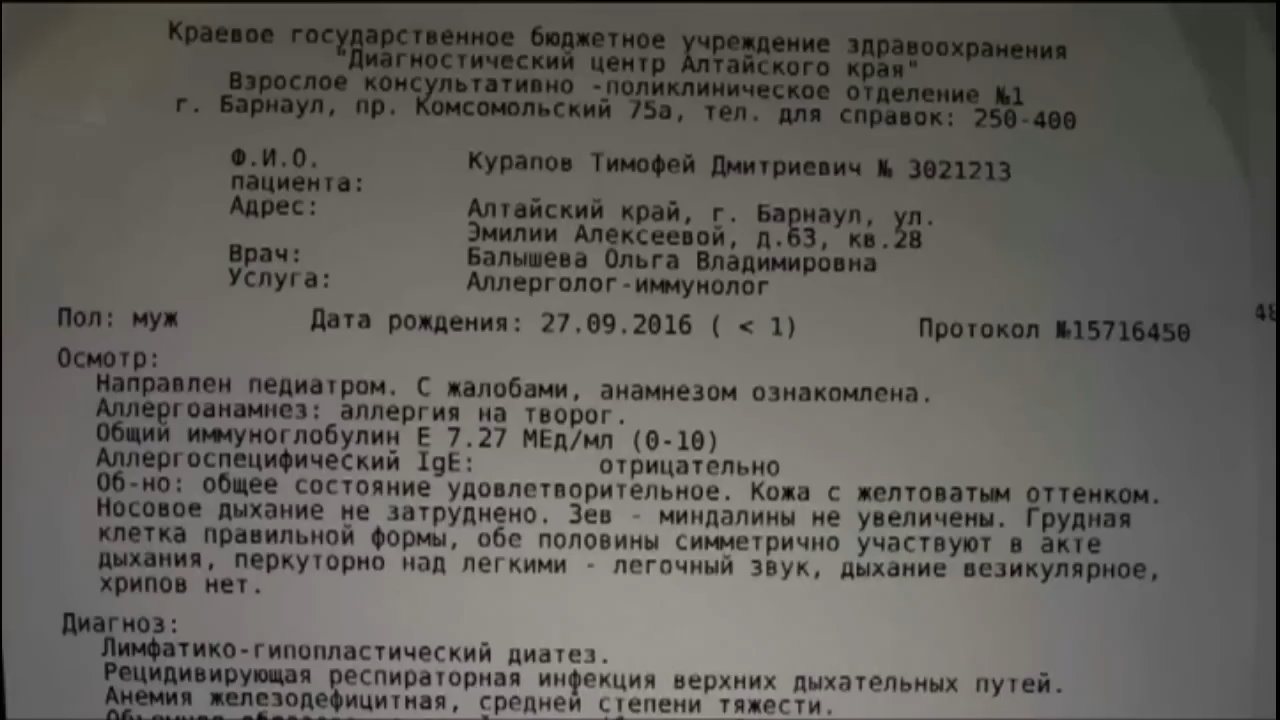 Краевое государственное бюджетное учреждение здравоохранения
"Диагностический центр Алтайского края"
Взрослое консультативно -поликлиническое отделение №1
г. Барнаул, пр. Комсомольский 75а, тел. для справок: 250-400
Ф.И.О. Курапов Тимофей Дмитриевич № 3021213
пациента:
Адрес: Алтайский край, г. Барнаул, ул.
Эмилии Алексеевой, д.63, кв.28
Врач: Балышева Ольга Владимировна
Услуга: Аллерголог-иммунолог
48
Пол: муж Дата рождения: 27.09.2016 ( < 1) Протокол №15716450
Осмотр:
Направлен педиатром. С жалобами, анамнезом ознакомлена.
Аллергоанамнез: аллергия на творог.
Общий иммуноглобулин Е 7.27 МЕд/мл (0-10)
Аллергоспецифический IgE: отрицательно
Об-но: общее состояние удовлетворительное. Кожа с желтоватым оттенком.
Носовое дыхание не затруднено. Зев - миндалины не увеличены. Грудная
клетка правильной формы, обе половины симметрично участвуют в акте
дыхания, перкуторно над легкими - легочный звук, дыхание везикулярное,
хрипов нет.
Диагноз:
Лимфатико-гипопластический диатез.
Рецидивирующая респираторная инфекция верхних дыхательных путей.
Анемия железодефицитная, средней степени тяжести.